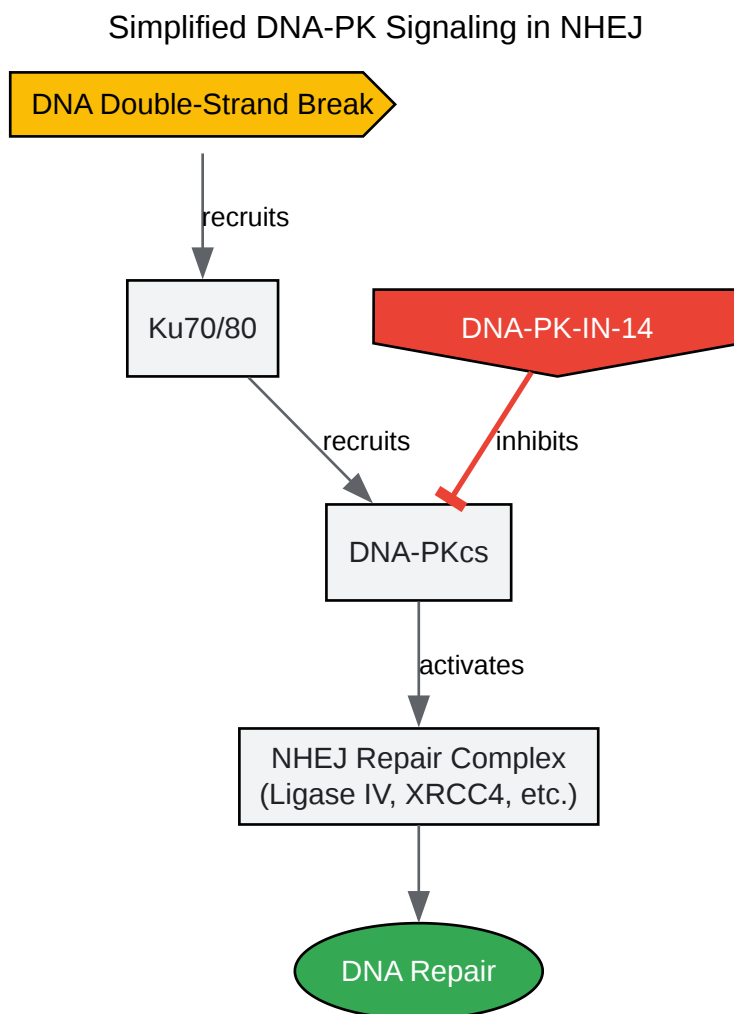 Simplified DNA-PK Signaling in NHEJ
DNA Double-Strand Break
recruits
Ku70/80
DNA-PK-IN-14
recruits
inhibits
DNA-PKcs
activates
NHEJ Repair Complex
(Ligase IV, XRCC4, etc.)
DNA Repair